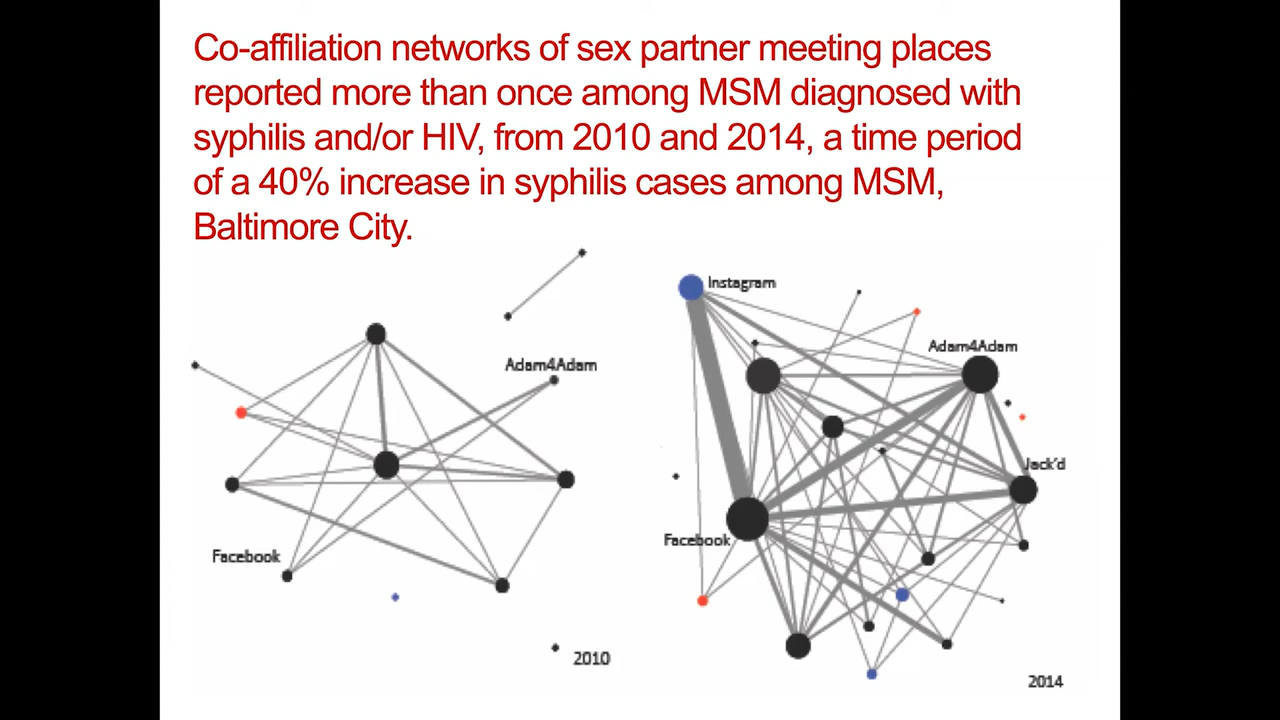 Co-affiliation networks of sex partner meeting places
reported more than once among MSM diagnosed with
syphilis and/or HIV, from 2010 and 2014, a time period
of a 40% increase in syphilis cases among MSM,
Baltimore City.
Adam4Adam
Facebook
2010
Instagram
Adam4Adam
Jack'd
Facebook
2014